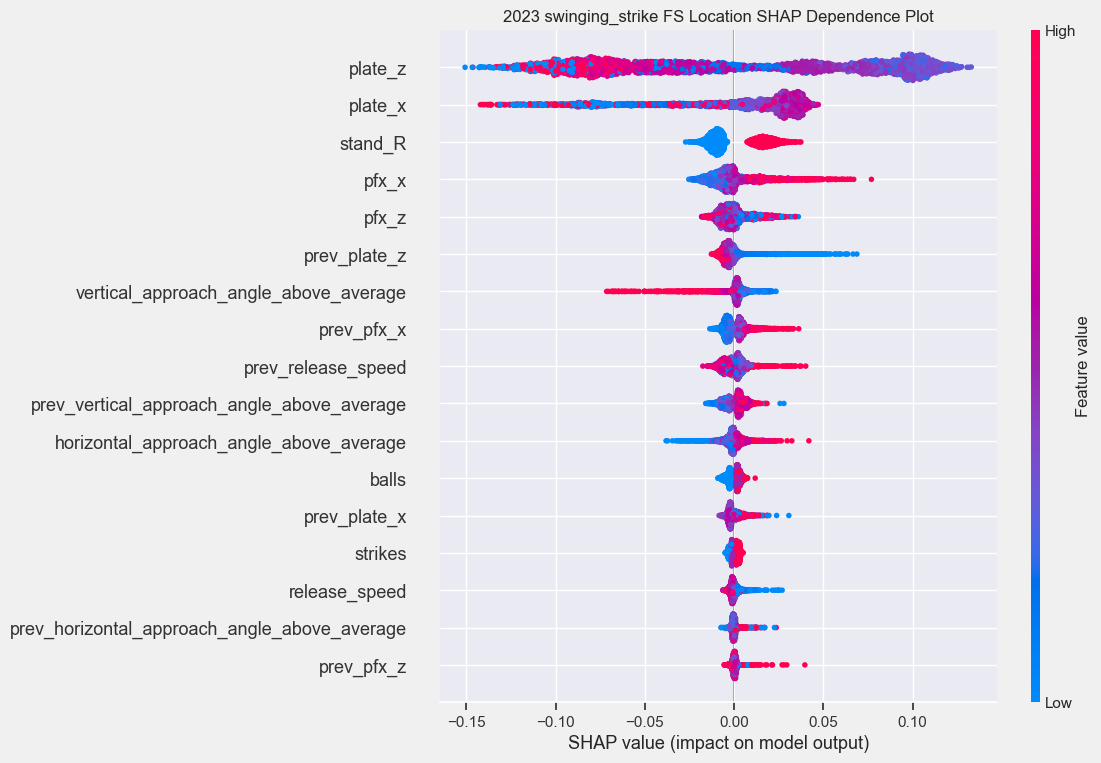 2023 swinging_strike FS Location SHAP Dependence Plot
High
plate_z
plate_x
stand_R
pfx_x
pfx_z
prev_plate_z
vertical_approach_angle_above_average
prev_pfx_x
prev_release_speed
prev_vertical_approach_angle_above_average
horizontal_approach_angle_above_average
balls
prev_plate_x
strikes
release_speed
prev_horizontal_approach_angle_above_average
prev_pfx_z
Feature value
Low
−0.15 −0.10 −0.05 0.00 0.05 0.10
SHAP value (impact on model output)